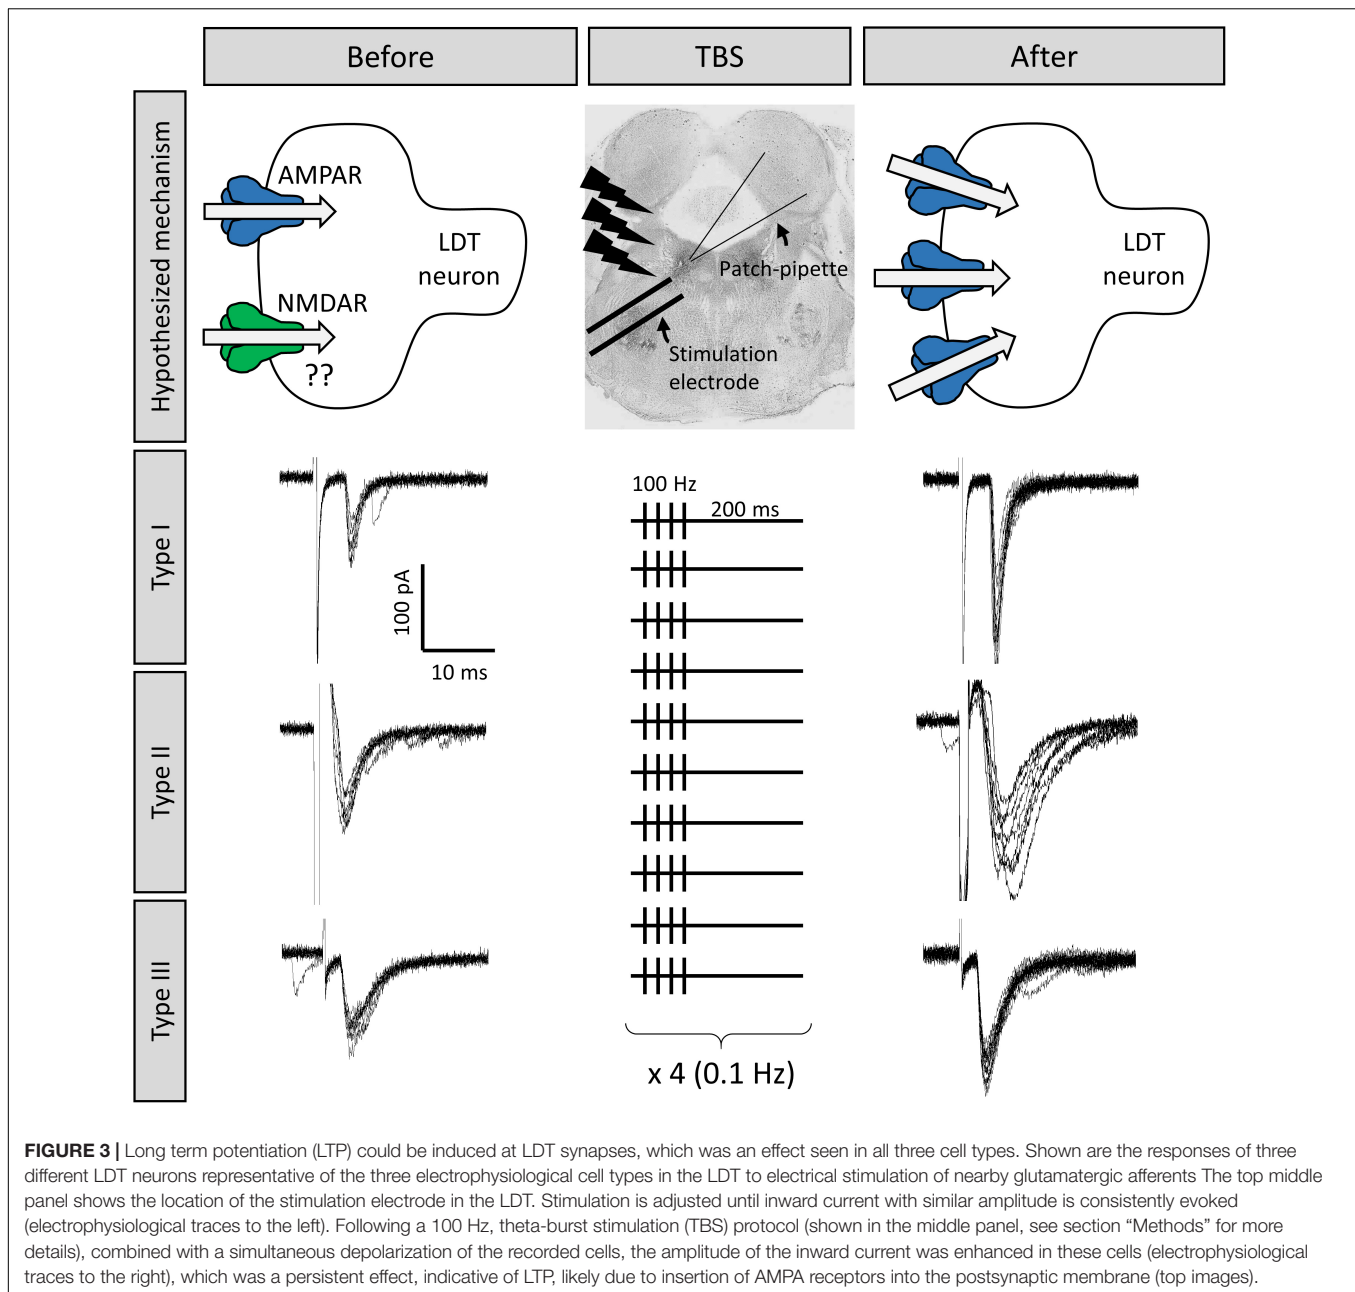 Before
TBS
After
Hypothesized mechanism
AMPAR
LDT
neuron
NMDAR
??
Patch-pipette
Stimulation
electrode
LDT
neuron
Type I
100 pA
10 ms
100 Hz
200 ms
Type II
Type III
x 4 (0.1 Hz)
FIGURE 3 | Long term potentiation (LTP) could be induced at LDT synapses, which was an effect seen in all three cell types. Shown are the responses of three
different LDT neurons representative of the three electrophysiological cell types in the LDT to electrical stimulation of nearby glutamatergic afferents The top middle
panel shows the location of the stimulation electrode in the LDT. Stimulation is adjusted until inward current with similar amplitude is consistently evoked
(electrophysiological traces to the left). Following a 100 Hz, theta-burst stimulation (TBS) protocol (shown in the middle panel, see section “Methods” for more
details), combined with a simultaneous depolarization of the recorded cells, the amplitude of the inward current was enhanced in these cells (electrophysiological
traces to the right), which was a persistent effect, indicative of LTP, likely due to insertion of AMPA receptors into the postsynaptic membrane (top images).